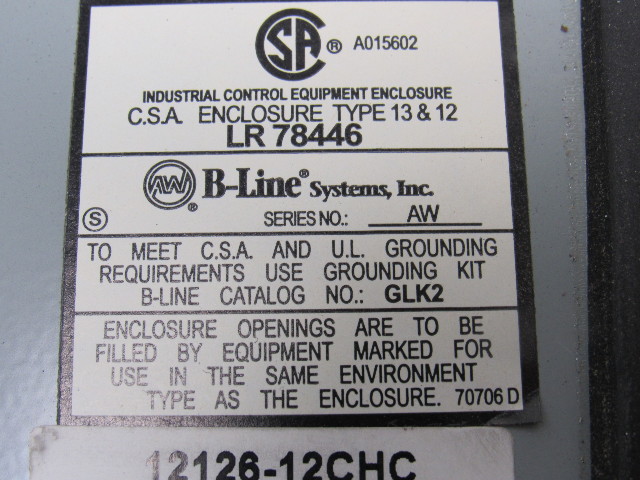 SA ® A015602
INDUSTRIAL CONTROL EQUIPMENT ENCLOSURE
C.S.A. ENCLOSURE TYPE 13 & 12
LR 78446
AW ® B-Line® Systems, Inc.
S SERIES NO.: AW
TO MEET C.S.A. AND U.L. GROUNDING
REQUIREMENTS USE GROUNDING KIT
B-LINE CATALOG NO.: GLK2
ENCLOSURE OPENINGS ARE TO BE
FILLED BY EQUIPMENT MARKED FOR
USE IN THE SAME ENVIRONMENT
TYPE AS THE ENCLOSURE. 70706 D
12126-12CHC